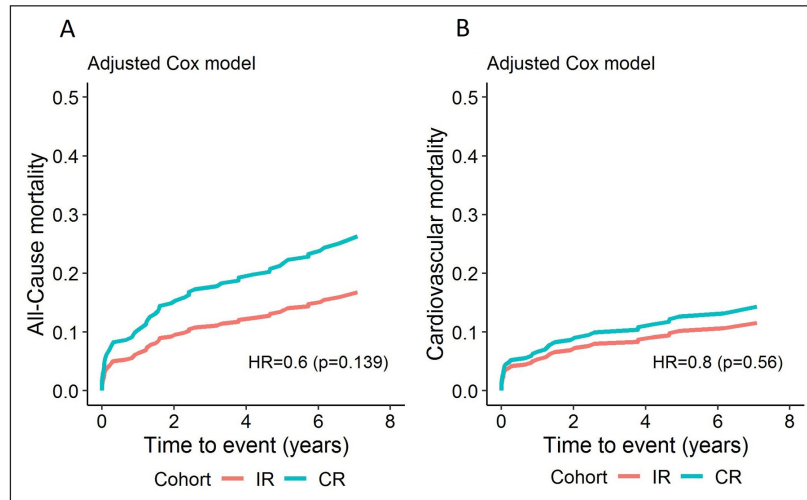 A
Adjusted Cox model
All-Cause mortality
0.5
0.4
0.3
0.2
0.1
0.0
HR=0.6 (p=0.139)
0 2 4 6 8
Time to event (years)
Cohort IR CR
B
Adjusted Cox model
Cardiovascular mortality
0.5
0.4
0.3
0.2
0.1
0.0
HR=0.8 (p=0.56)
0 2 4 6 8
Time to event (years)
Cohort IR CR